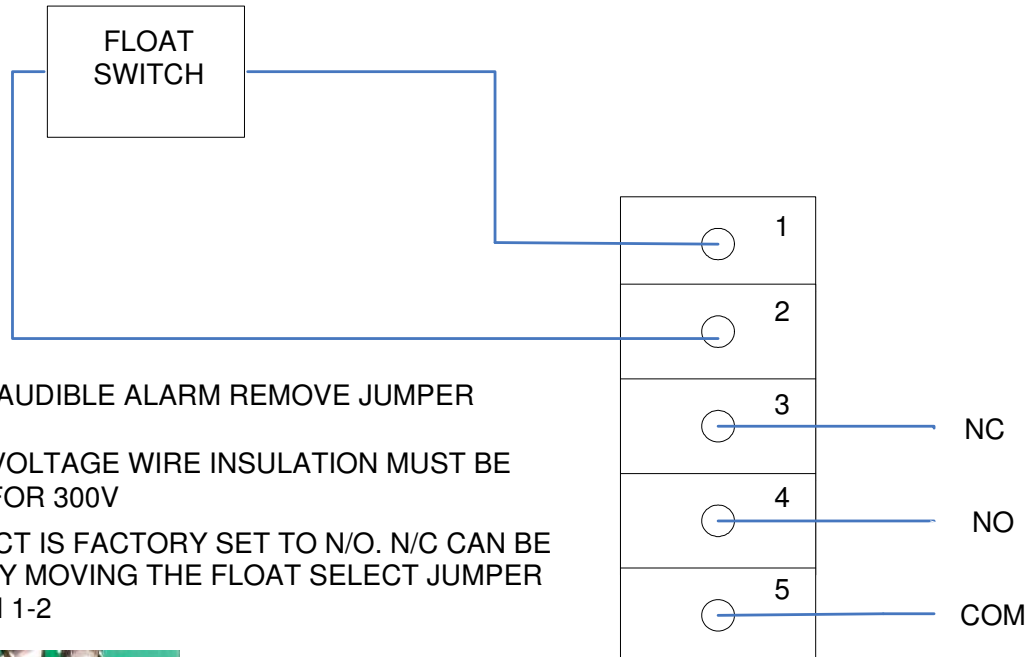 FLOAT
SWITCH
1
2
AUDIBLE ALARM REMOVE JUMPER
3
NC
VOLTAGE WIRE INSULATION MUST BE
FOR 300V
4
NO
CT IS FACTORY SET TO N/O. N/C CAN BE
Y MOVING THE FLOAT SELECT JUMPER
1-2
5
COM